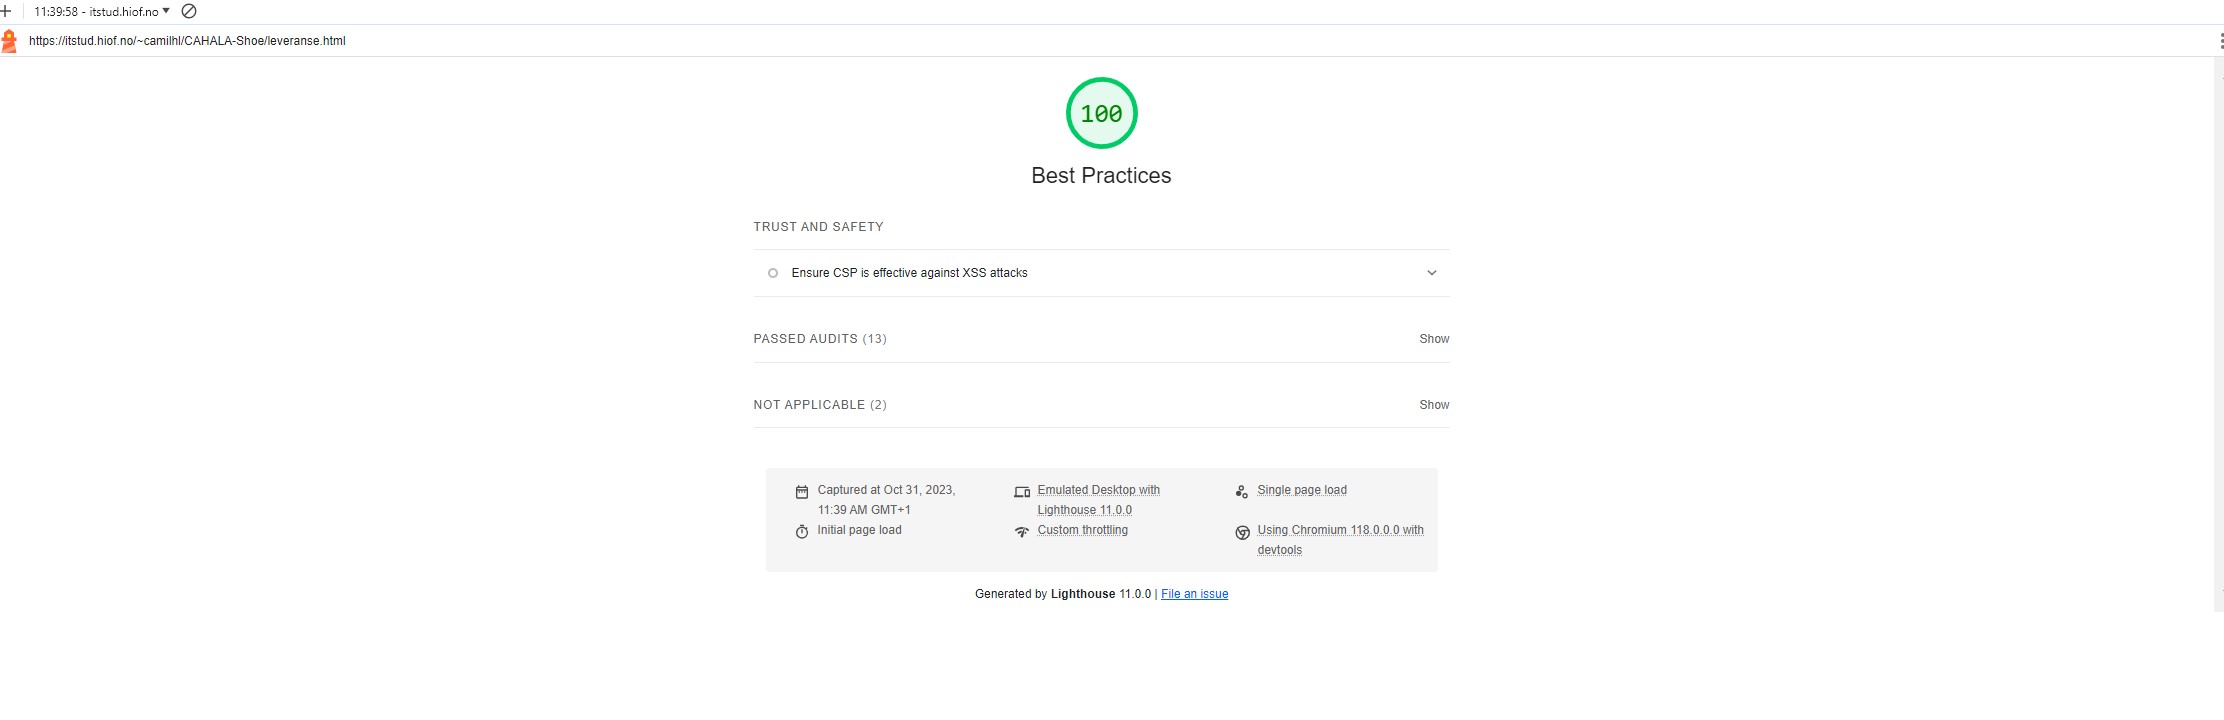 11:39:58 - itstud.hiof.no
https://itstud.hiof.no/~camilhl/CAHALA-Shoe/leveranse.html
100
Best Practices
TRUST AND SAFETY
Ensure CSP is effective against XSS attacks
PASSED AUDITS (13)
Show
NOT APPLICABLE (2)
Show
Captured at Oct 31, 2023,
11:39 AM GMT+1
Emulated Desktop with
Lighthouse 11.0.0
Single page load
Initial page load
Custom throttling
Using Chromium 118.0.0.0 with
devtools
Generated by Lighthouse 11.0.0 | File an issue